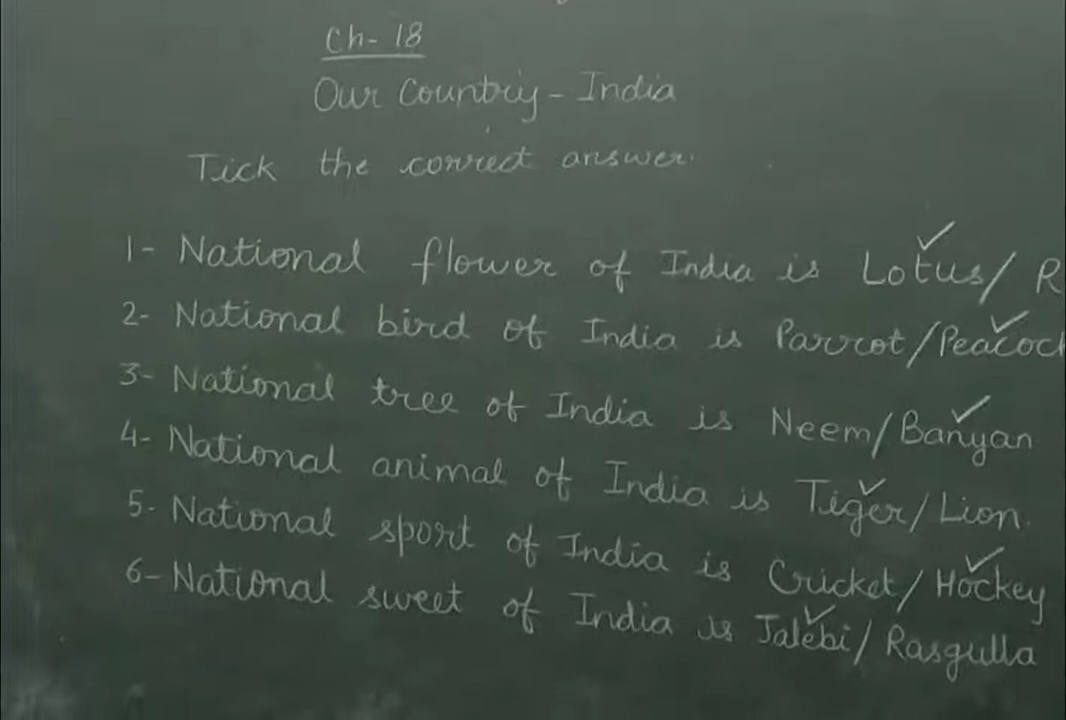 Ch- 18
Our Country - India
Tick the correct answer.
1- National flower of India is Lotus/ R
2- National bird of India is Parrot/Peacock
3- National tree of India is Neem/Banyan
4- National animal of India is Tiger/Lion.
5- National sport of India is Cricket/Hockey
6- National sweet of India is Jalebi/Rasgulla